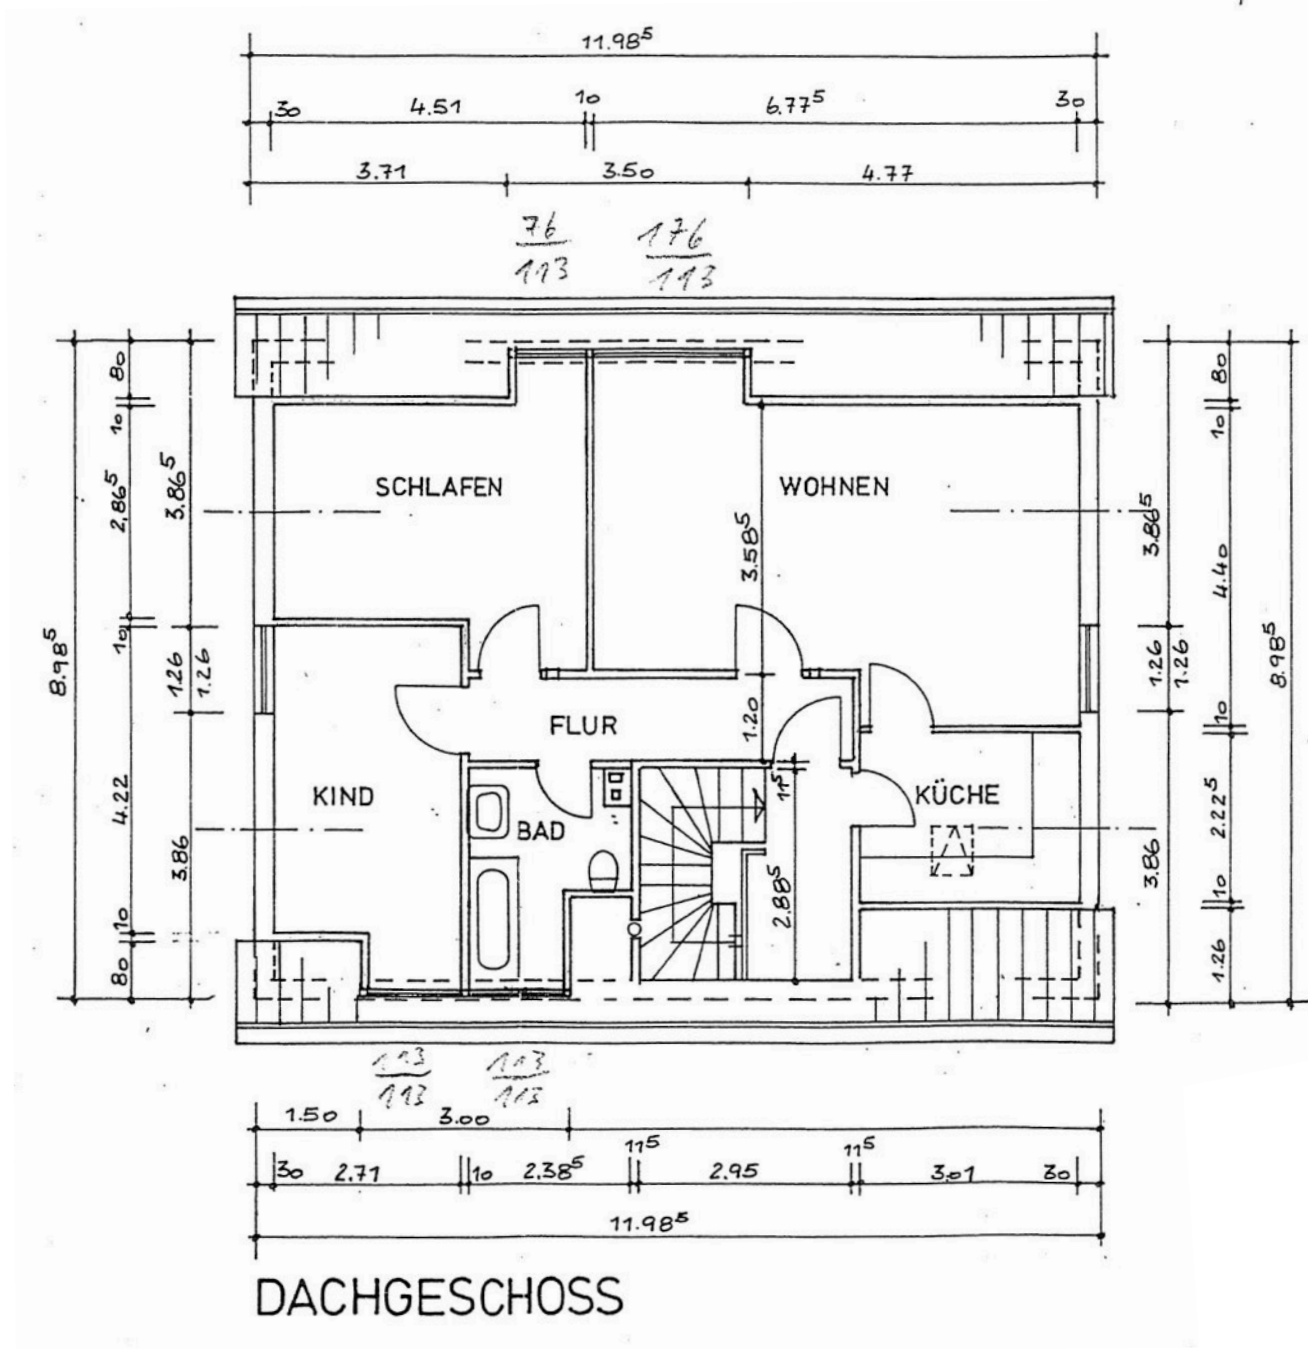 11.98⁵
30 4.51 10 6.77⁵ 30
3.71 3.50 4.77
76 176
113 113
80 80
10 10
2.86⁵ 3.86⁵ SCHLAFEN WOHNEN 3.86⁵
3.58⁵ 4.40
8.98⁵ 10 1.26 1.26 1.26 1.26 8.98⁵
FLUR 1.20 10
4.22 KIND BAD 11⁵ KÜCHE 2.22⁵
3.86 2.88⁵ 3.86
10 10
80 1.26
113 113
113 113
1.50 3.00
30 2.71 10 2.38⁵ 11⁵ 2.95 11⁵ 3.01 30
11.98⁵
DACHGESCHOSS